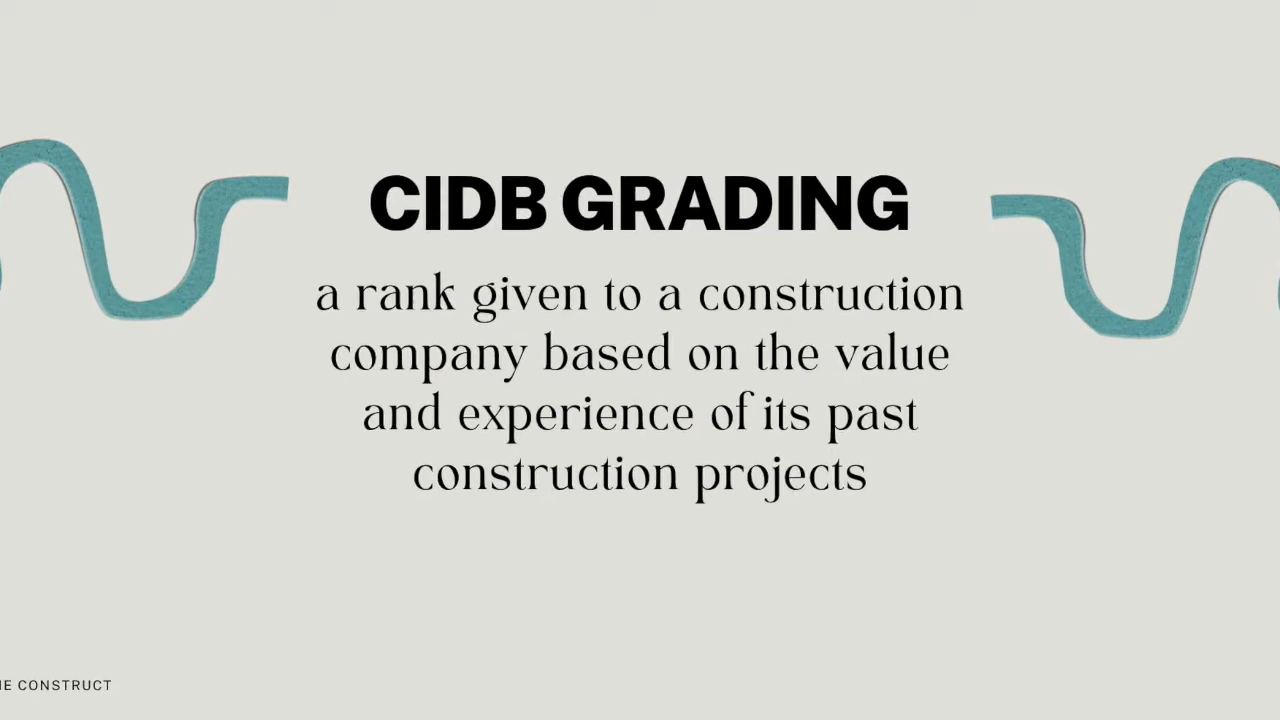 CIDB GRADING
a rank given to a construction
company based on the value
and experience of its past
construction projects
CONSTRUCT